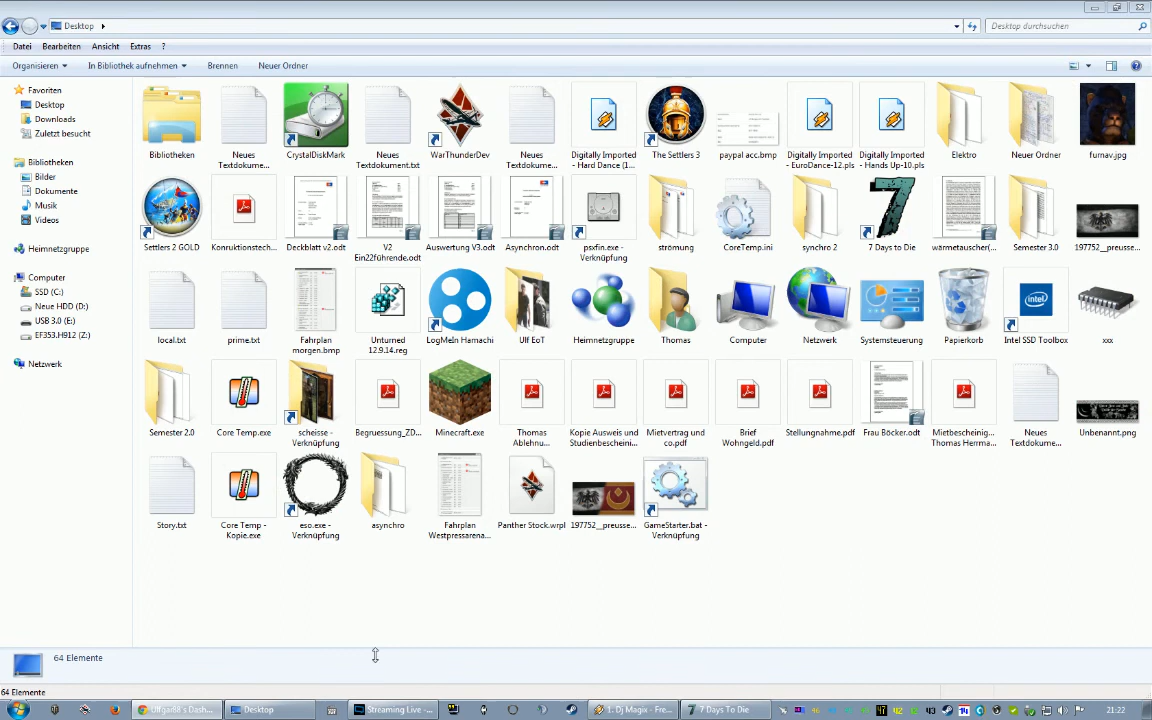 Desktop
Desktop durchsuchen
Datei Bearbeiten Ansicht Extras ?
Organisieren In Bibliothek aufnehmen Brennen Neuer Ordner
Favoriten
Desktop
Downloads
Zuletzt besucht
Bibliotheken
Bilder
Dokumente
Musik
Videos
Heimnetzgruppe
Computer
SSD (C:)
Neue HDD (D:)
USB 3.0 (E:)
EF353.H912 (Z:)
Netzwerk
Bibliotheken
Neues
Textdokume...
CrystalDiskMark
Neues
Textdokument.txt
WarThunderDev
Neues
Textdokume...
Digitally Imported
- Hard Dance (1...
The Settlers 3
paypal acc.bmp
Digitally Imported
- EuroDance-12.pls
Digitally Imported
- Hands Up-10.pls
Elektro
Neuer Ordner
furnav.jpg
Settlers 2 GOLD
Konruktionstech...
Deckblatt v2.odt
V2
Ein22führende.odt
Auswertung V3.odt
Asynchron.odt
psxfin.exe -
Verknüpfung
strömung
CoreTemp.ini
synchro 2
7
7 Days to Die
wärmetauscher(...
Semester 3.0
197752__preusse...
local.txt
prime.txt
Fahrplan
morgen.bmp
Unturned
12.9.14.reg
LogMeIn Hamachi
Ulf EoT
Heimnetzgruppe
Thomas
Computer
Netzwerk
Systemsteuerung
Papierkorb
intel
Intel SSD Toolbox
xxx
Semester 2.0
Core Temp.exe
scheisse -
Verknüpfung
Begruessung_ZD...
Minecraft.exe
Thomas
Ablehnu...
Kopie Ausweis und
Studienbescheini...
Mietvertrag und
co.pdf
Brief
Wohngeld.pdf
Stellungnahme.pdf
Frau Böcker.odt
Mietbescheinig...
Thomas Herrma...
Neues
Textdokume...
Unbenannt.png
Story.txt
Core Temp -
Kopie.exe
eso.exe -
Verknüpfung
asynchro
Fahrplan
Westpressarena...
Panther Stock.wrpl
197752__preusse...
GameStarter.bat -
Verknüpfung
64 Elemente
64 Elemente
Ulfgai88's Dash...
Desktop
Streaming Live -...
1. Dj Magix - Fre...
7 Days To Die
21:22